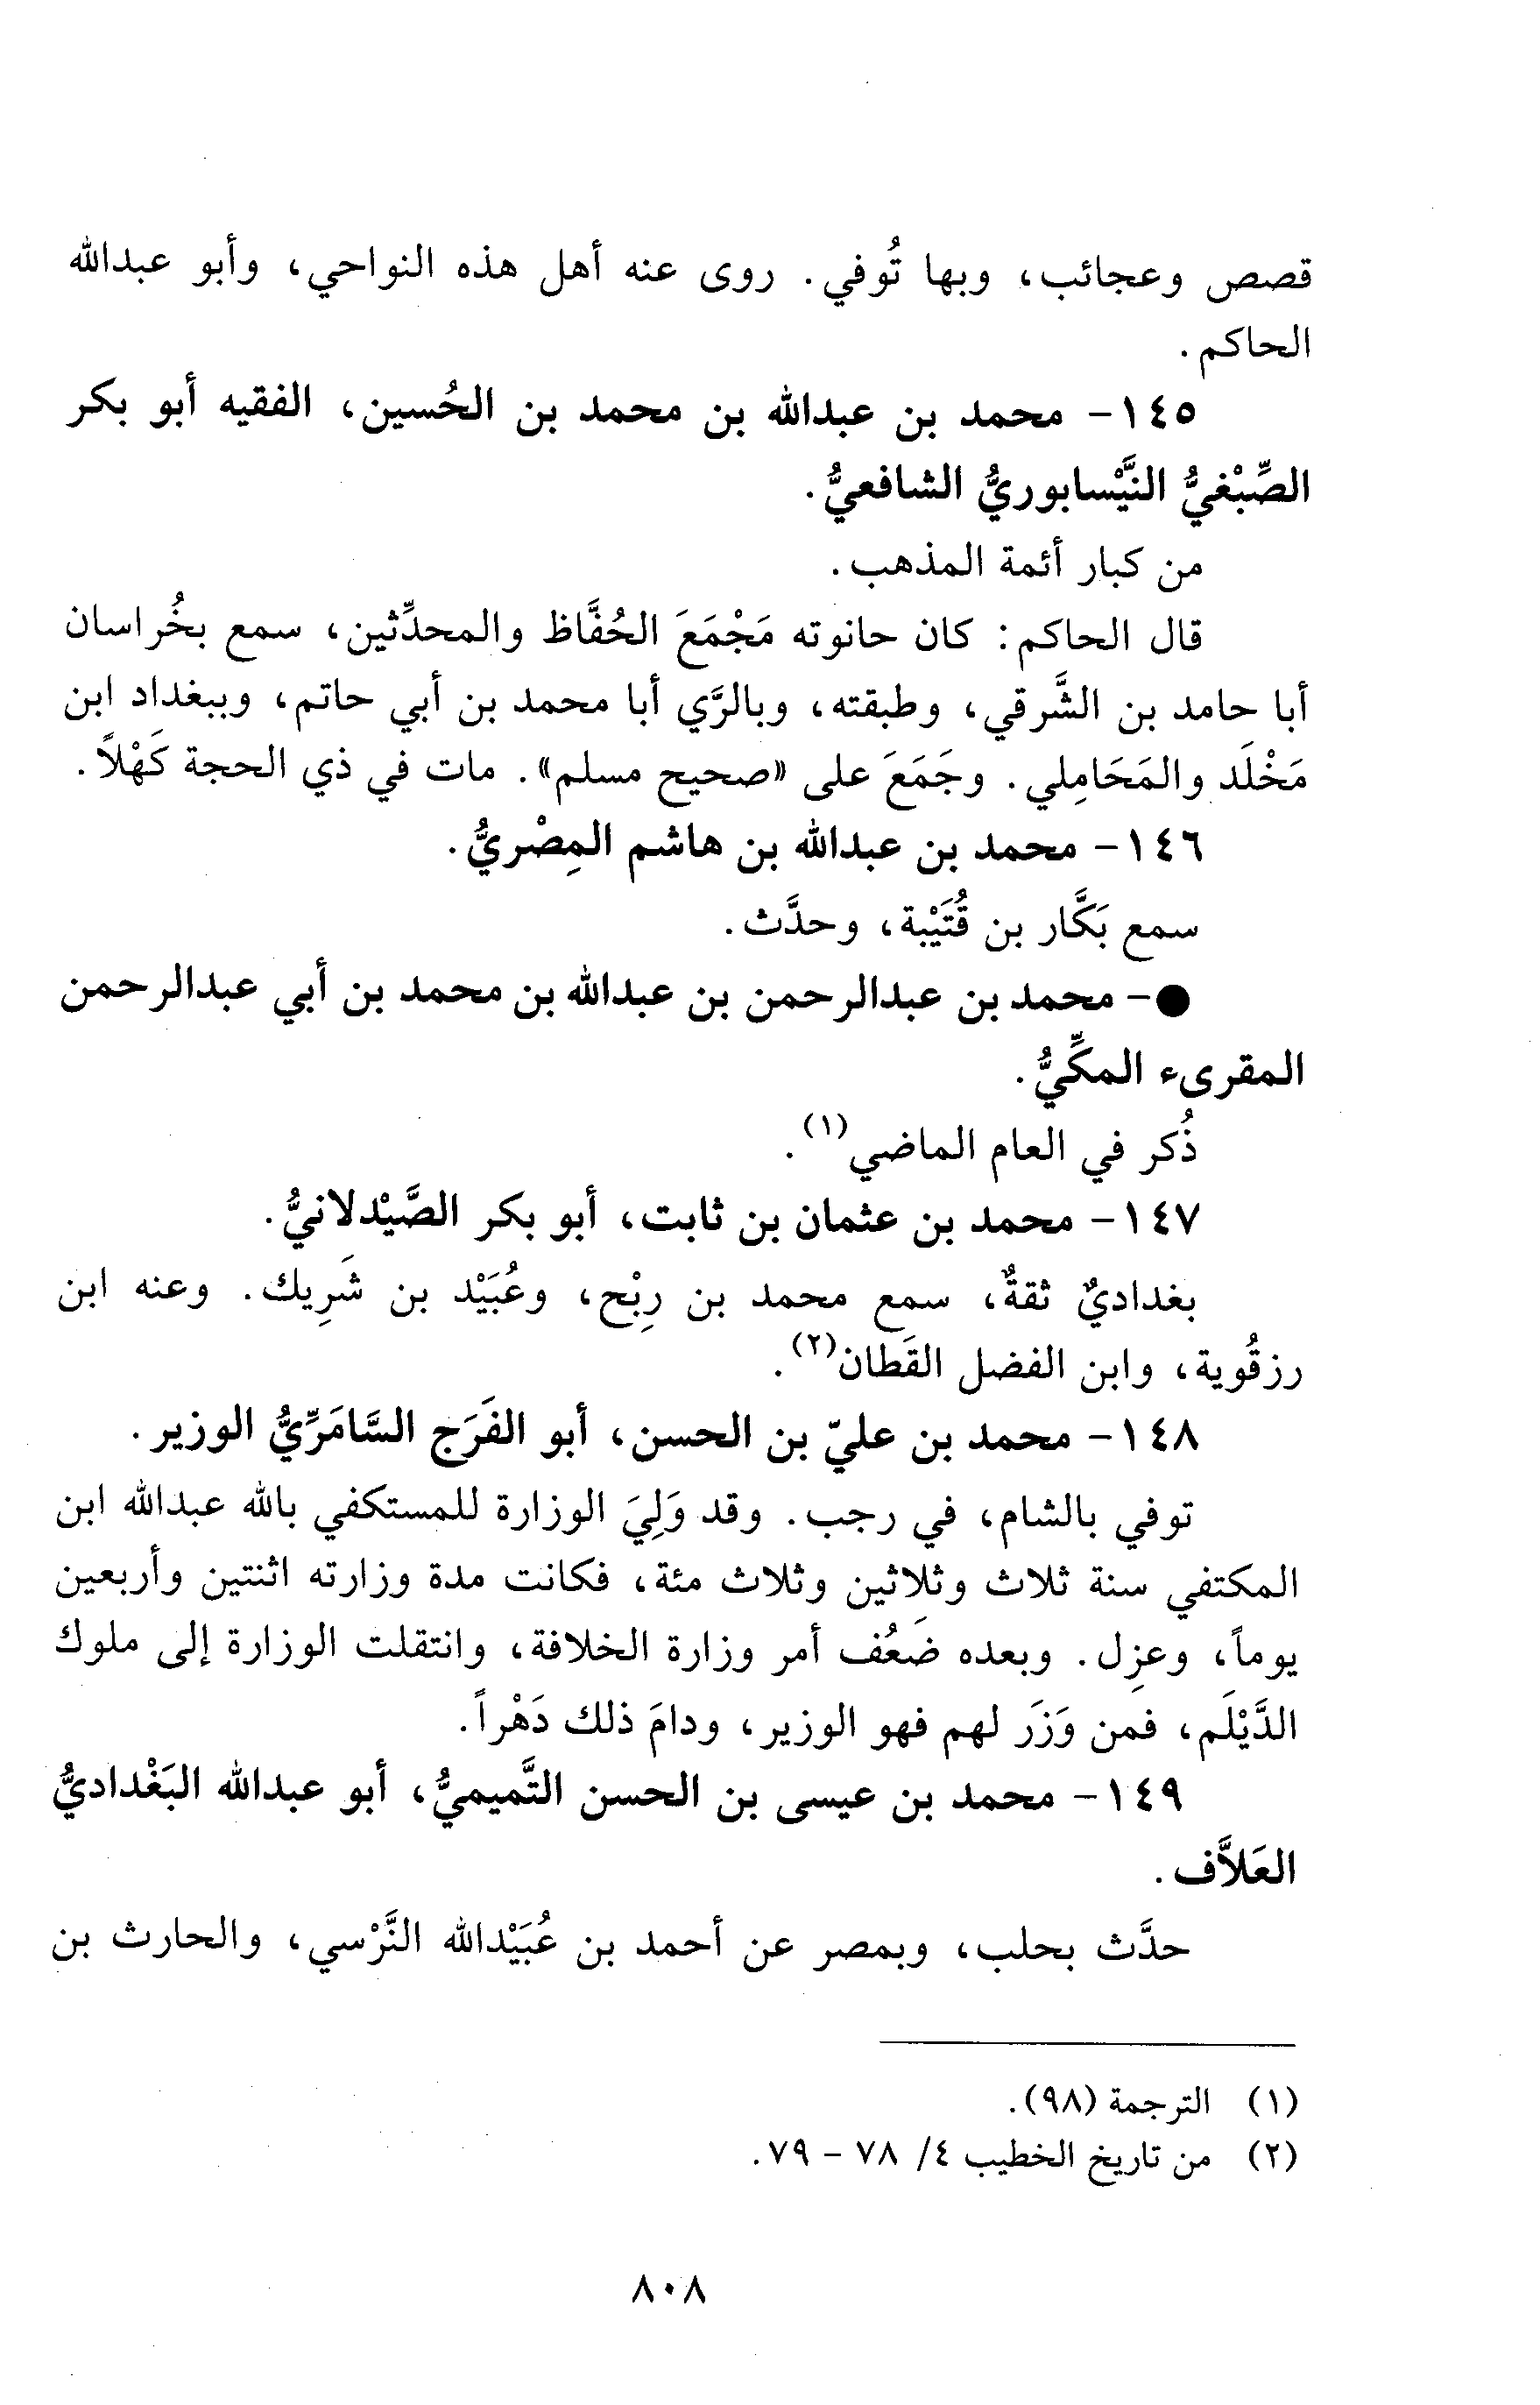 قصص وعجائب، وبها تُوفي. روى عنه أهل هذه النواحي، وأبو عبدالله
الحاكم.
١٤٥- محمد بن عبدالله بن محمد بن الحُسين، الفقيه أبو بكر
الصِّبْغيُّ النَّيْسابوريُّ الشافعيُّ.
من كبار أئمة المذهب.
قال الحاكم: كان حانوته مَجْمَعَ الحُفَّاظ والمحدِّثين، سمع بخُراسان
أبا حامد بن الشَّرقي، وطبقته، وبالرَّي أبا محمد بن أبي حاتم، وببغداد ابن
مَخْلَد والمَحَامِلي. وجَمَعَ على «صحيح مسلم». مات في ذي الحجة كَهْلاً.
١٤٦- محمد بن عبدالله بن هاشم المِصْريُّ.
سمع بَكَّار بن قُتَيْبة، وحدَّث.
●- محمد بن عبدالرحمن بن عبدالله بن محمد بن أبي عبدالرحمن
المقرىء المكِّيُّ.
ذُكر في العام الماضي(١).
١٤٧- محمد بن عثمان بن ثابت، أبو بكر الصَّيْدلانيُّ.
بغداديٌ ثقةٌ، سمع محمد بن رِبْح، وعُبَيْد بن شَرِيك. وعنه ابن
رزقُوية، وابن الفضل القَطان(٢).
١٤٨- محمد بن عليّ بن الحسن، أبو الفَرَج السَّامَرِّيُّ الوزير.
توفي بالشام، في رجب. وقد وَلِيَ الوزارة للمستكفي بالله عبدالله ابن
المكتفي سنة ثلاث وثلاثين وثلاث مئة، فكانت مدة وزارته اثنتين وأربعين
يوماً، وعزِل. وبعده ضَعُف أمر وزارة الخلافة، وانتقلت الوزارة إلى ملوك
الدَّيْلَم، فمن وَزَر لهم فهو الوزير، ودامَ ذلك دَهْراً.
١٤٩- محمد بن عيسى بن الحسن التَّميميُّ، أبو عبدالله البَغْداديُّ
العَلاَّف.
حدَّث بحلب، وبمصر عن أحمد بن عُبَيْدالله النَّرْسي، والحارث بن
(١) الترجمة (٩٨).
(٢) من تاريخ الخطيب ٤/ ٧٨ - ٧٩.
٨٠٨